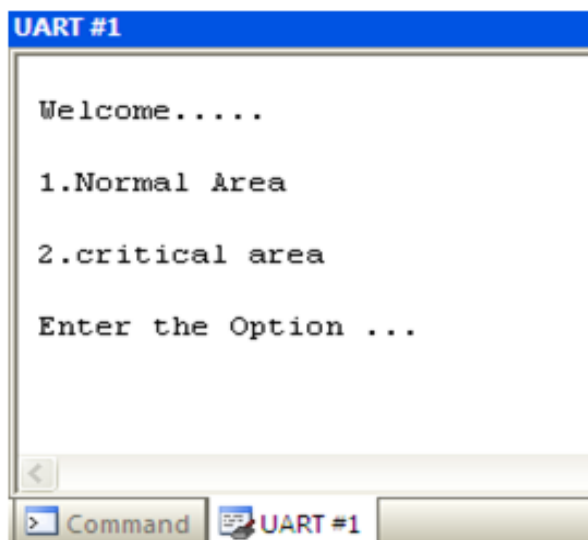 UART #1
Welcome.....
1.Normal Area
2.critical area
Enter the Option ...
Command UART #1